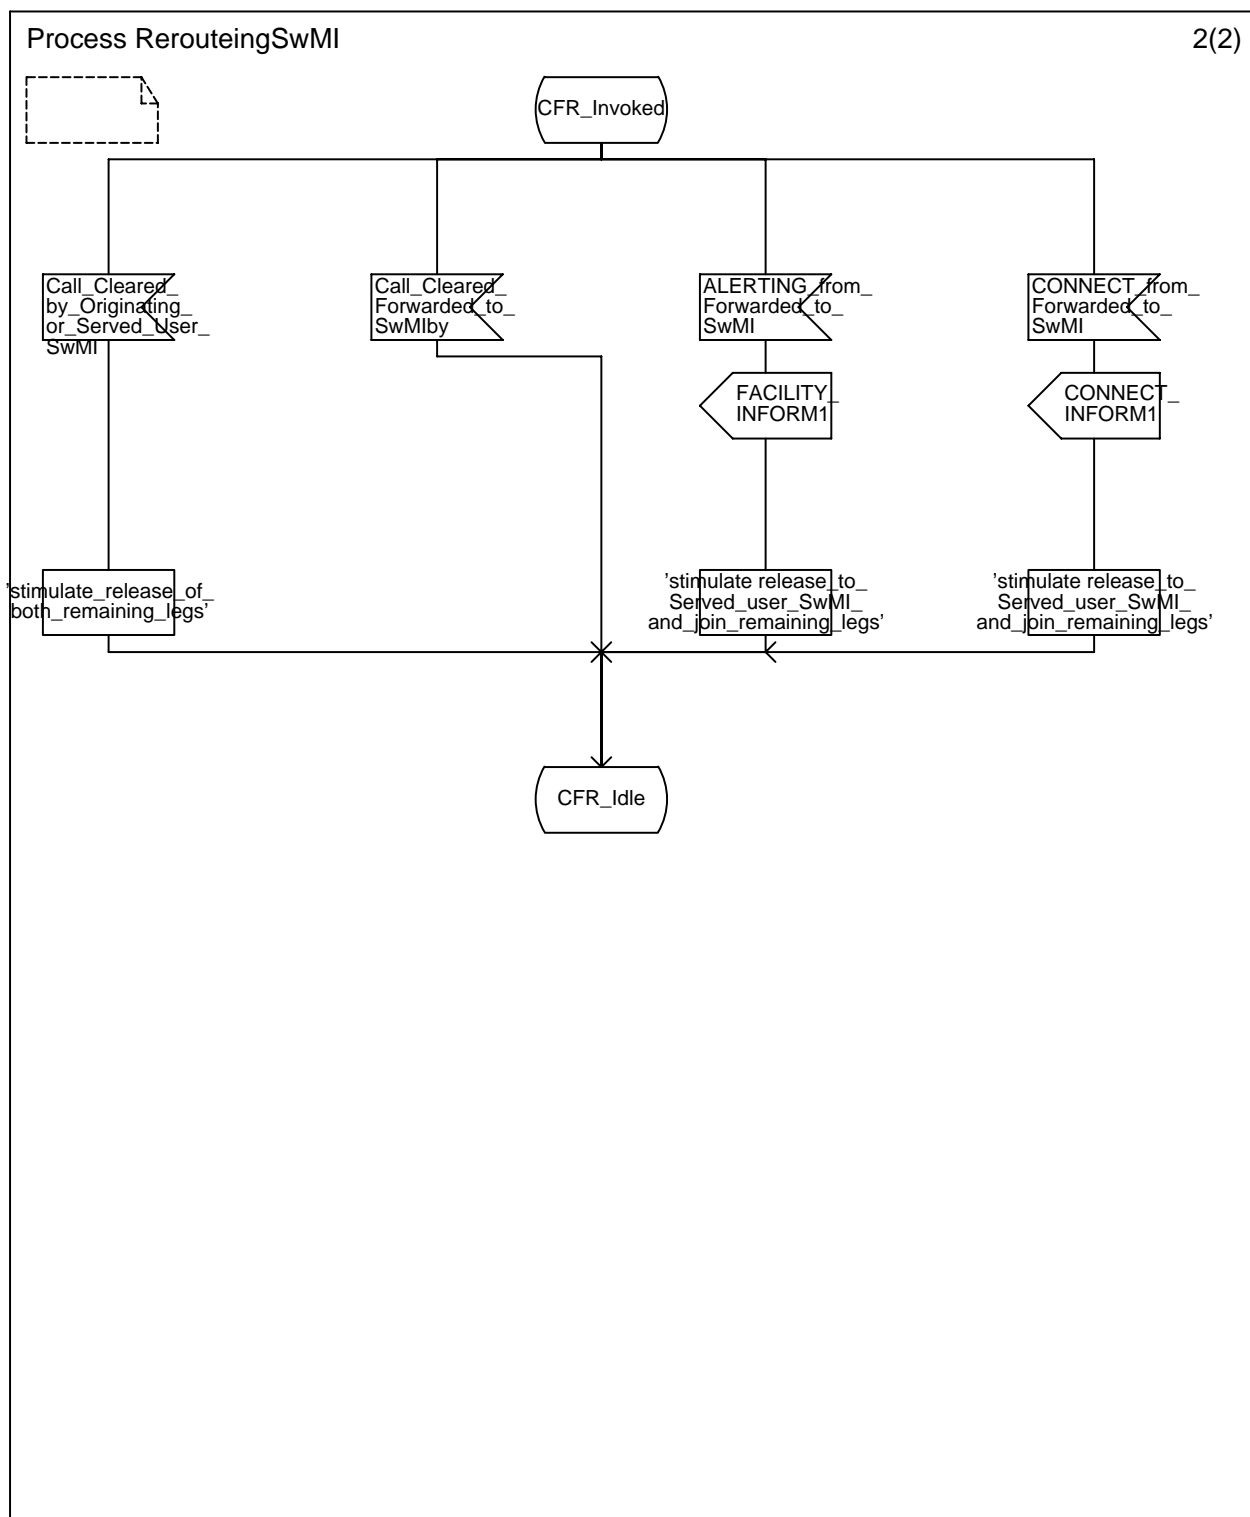 Process RerouteingSwMI
2(2)
CFR_Invoked
Call_Cleared_
by_Originating_
or_Served_User_
SwMI
Call_Cleared_
Forwarded_to_
SwMIby
ALERTING_from_
Forwarded_to_
SwMI
CONNECT_from_
Forwarded_to_
SwMI
FACILITY_
INFORM1
CONNECT_
INFORM1
'stimulate_release_of_
both_remaining_legs'
'stimulate release_to_
Served_user_SwMI_
and_join_remaining_legs'
'stimulate release_to_
Served_user_SwMI_
and_join_remaining_legs'
CFR_Idle